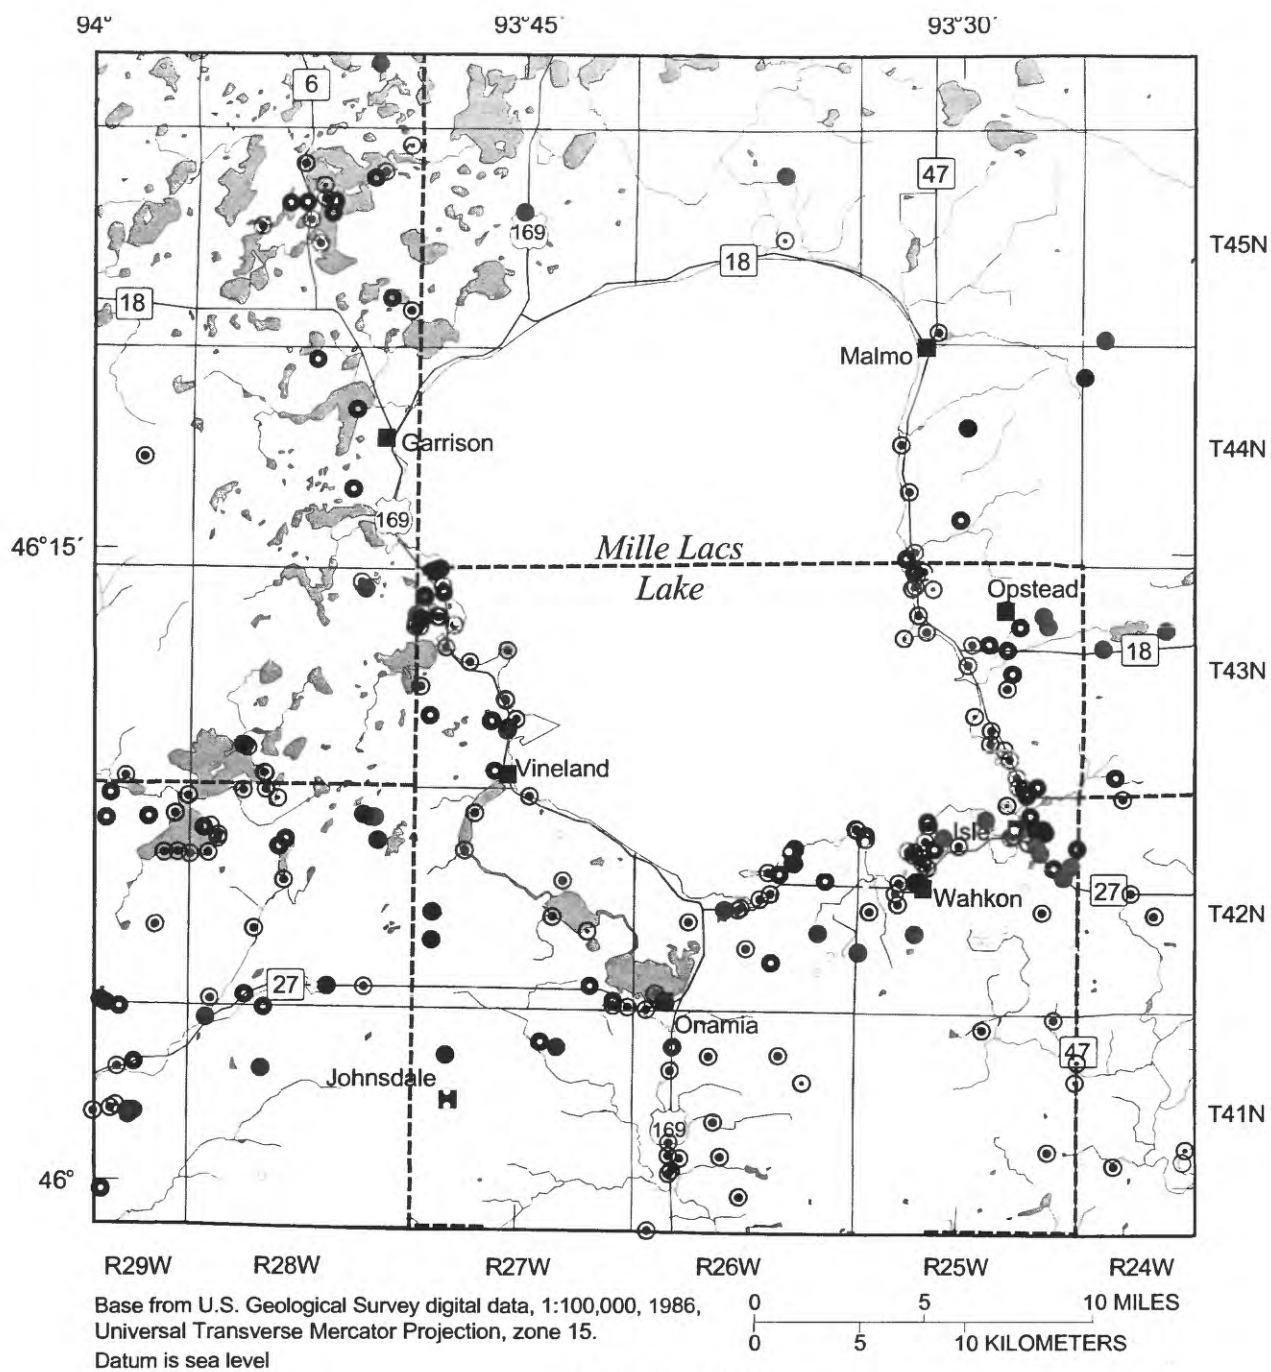 94° 93°45′ 93°30′
6
47
T45N
169
18
18
Malmo
Garrison
T44N
169
46°15′
Mille Lacs
Lake
Opstead
18
T43N
Vineland
Isle
27
Wahkon
T42N
27
Onamia
47
Johnsdale
T41N
169
46°
R29W R28W R27W R26W R25W R24W
Base from U.S. Geological Survey digital data, 1:100,000, 1986,
Universal Transverse Mercator Projection, zone 15.
Datum is sea level
0 5 10 MILES
0 5 10 KILOMETERS